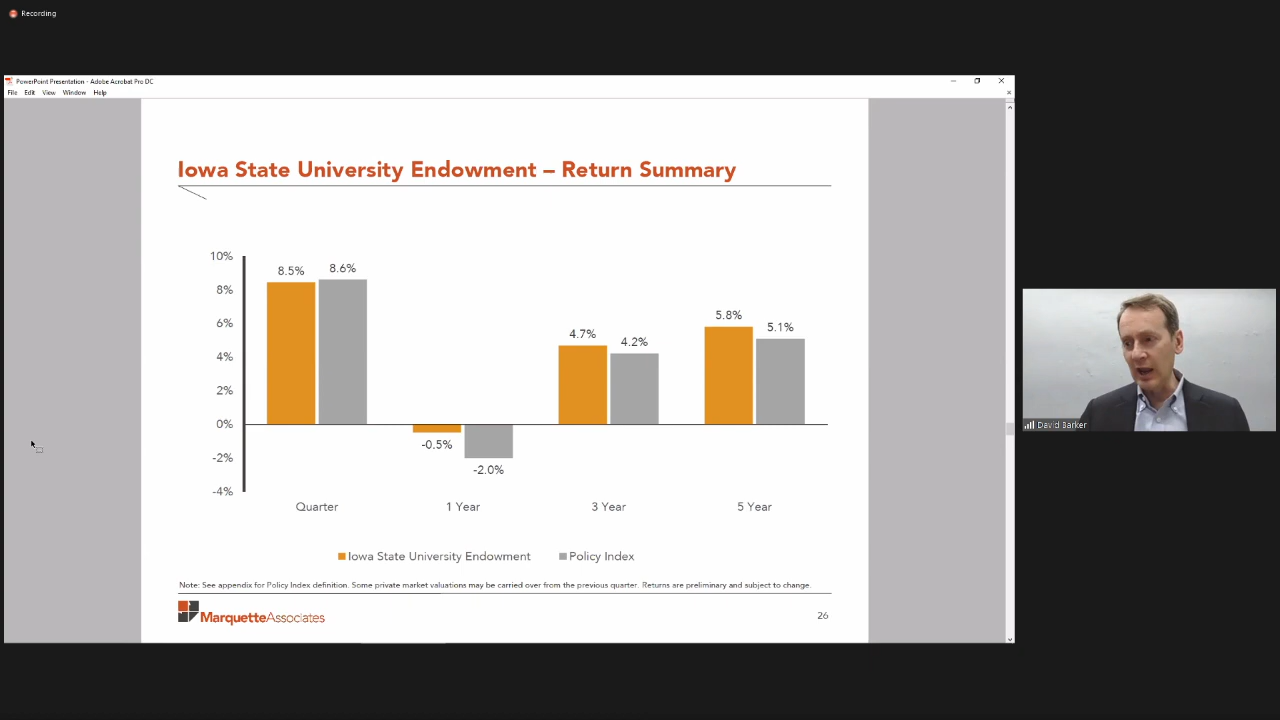 Recording
PowerPoint Presentation - Adobe Acrobat Pro DC
File Edit View Window Help
Iowa State University Endowment – Return Summary
10%
8%
6%
4%
2%
0%
-2%
-4%
8.5% 8.6%
-0.5% -2.0%
4.7% 4.2%
5.8% 5.1%
Quarter 1 Year 3 Year 5 Year
Iowa State University Endowment Policy Index
Note: See appendix for Policy Index definition. Some private market valuations may be carried over from the previous quarter. Returns are preliminary and subject to change.
MarquetteAssociates
26
David Barker